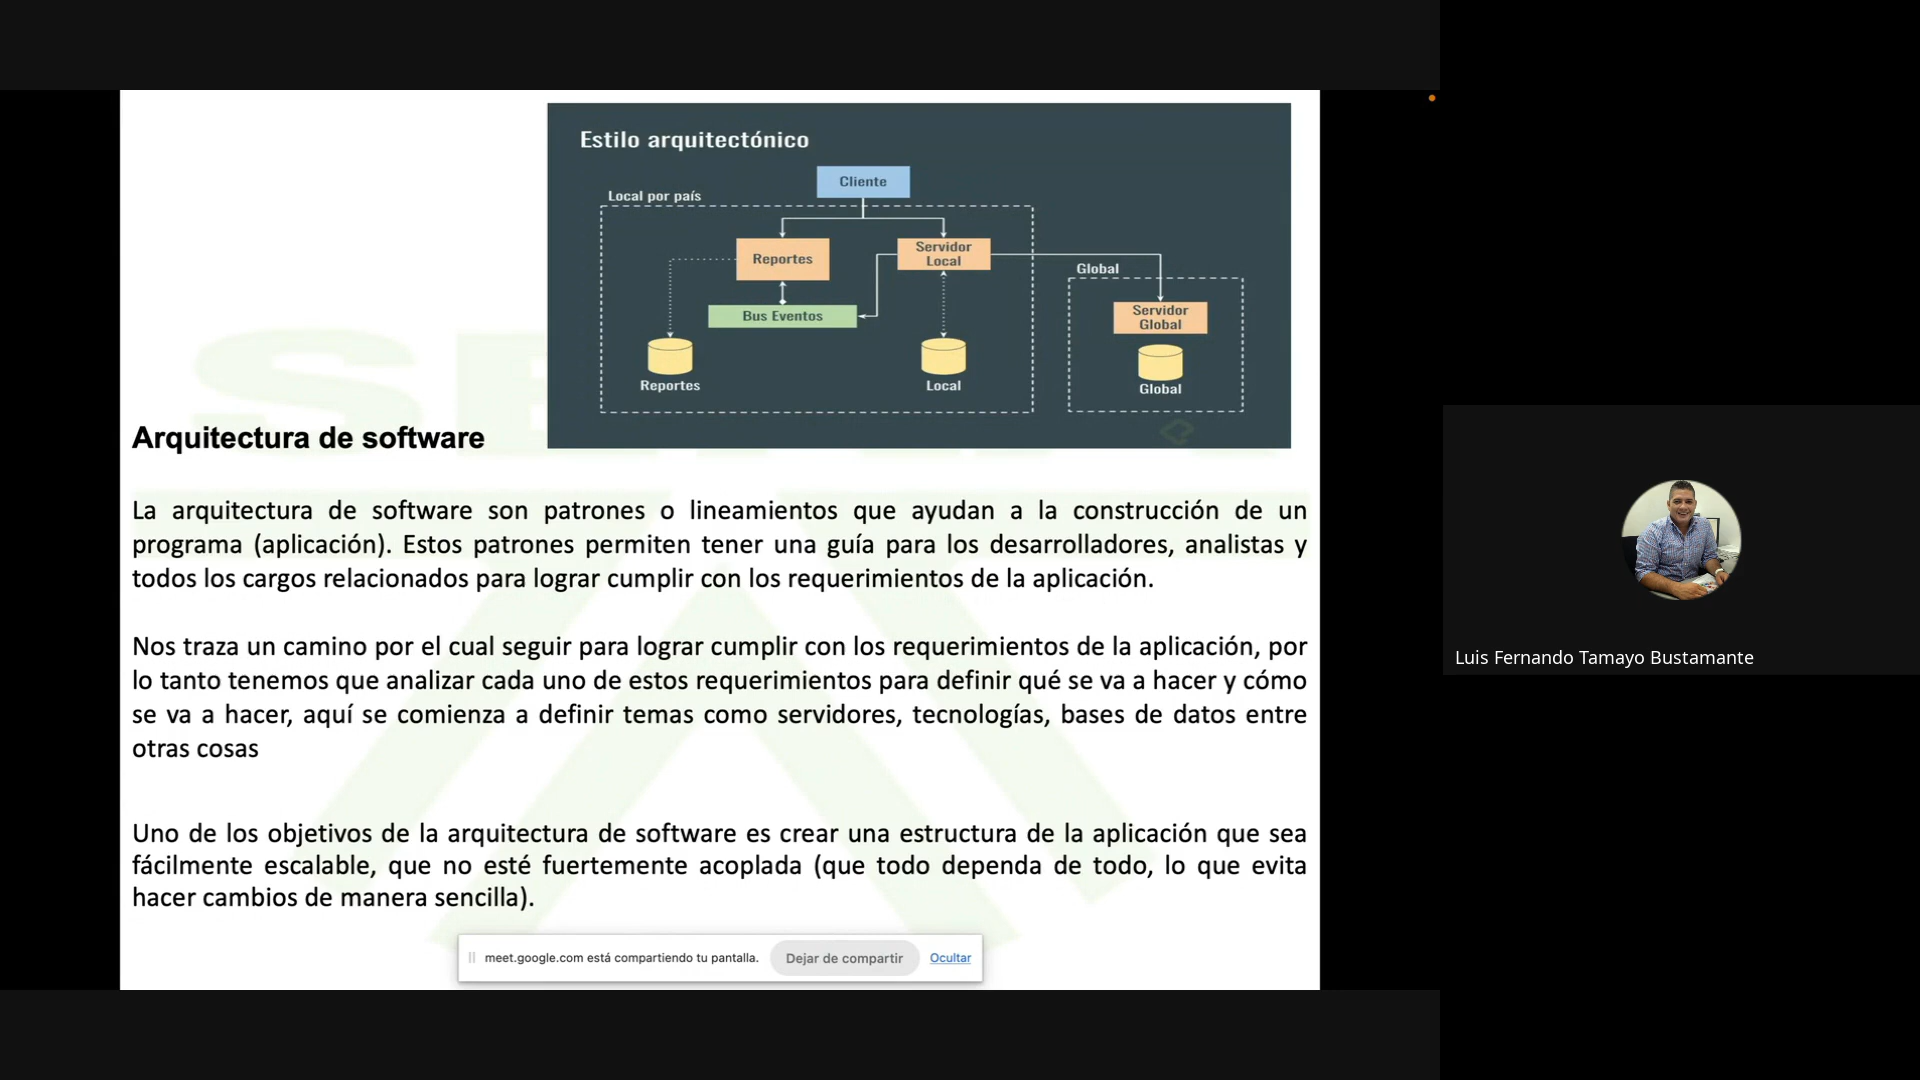 Estilo arquitectónico
Cliente
Local por país
Reportes
Servidor
Local
Global
Bus Eventos
Servidor
Global
Reportes
Local
Global
Arquitectura de software
La arquitectura de software son patrones o lineamientos que ayudan a la construcción de un
programa (aplicación). Estos patrones permiten tener una guía para los desarrolladores, analistas y
todos los cargos relacionados para lograr cumplir con los requerimientos de la aplicación.
Nos traza un camino por el cual seguir para lograr cumplir con los requerimientos de la aplicación, por
lo tanto tenemos que analizar cada uno de estos requerimientos para definir qué se va a hacer y cómo
se va a hacer, aquí se comienza a definir temas como servidores, tecnologías, bases de datos entre
otras cosas
Uno de los objetivos de la arquitectura de software es crear una estructura de la aplicación que sea
fácilmente escalable, que no esté fuertemente acoplada (que todo dependa de todo, lo que evita
hacer cambios de manera sencilla).
meet.google.com está compartiendo tu pantalla.
Dejar de compartir
Ocultar
Luis Fernando Tamayo Bustamante